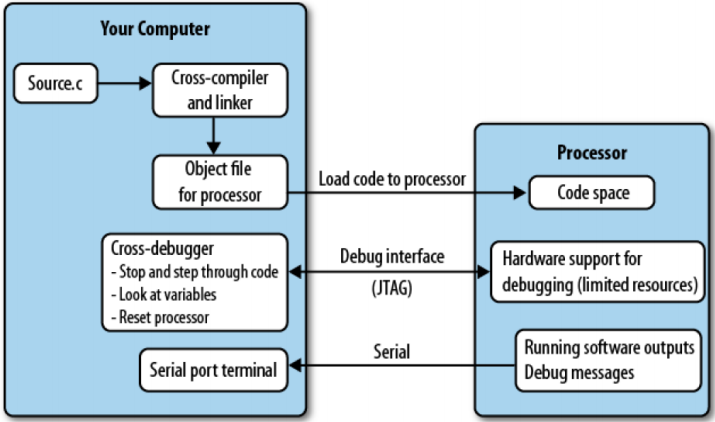 Your Computer
Source.c
Cross-compiler
and linker
Object file
for processor
Load code to processor
Processor
Code space
Cross-debugger
- Stop and step through code
- Look at variables
- Reset processor
Debug interface
(JTAG)
Hardware support for
debugging (limited resources)
Serial port terminal
Serial
Running software outputs
Debug messages